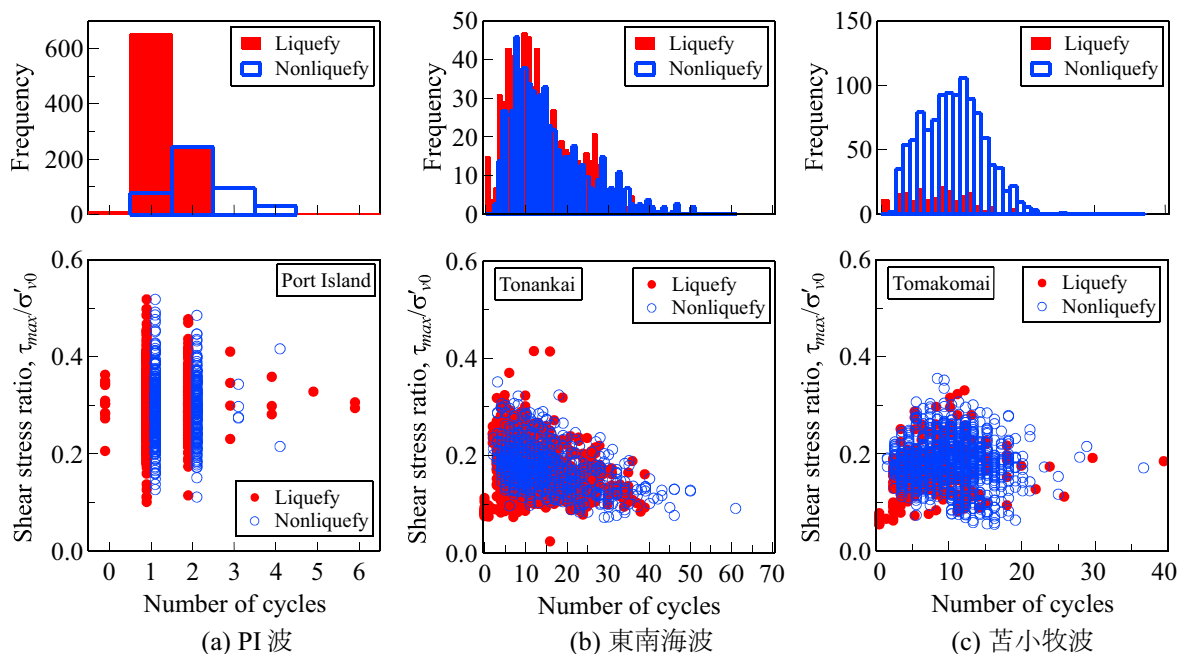 600
400
200
0
Frequency
Liquefy
Nonliquefy
50
40
30
20
10
0
Frequency
Liquefy
Nonliquefy
150
100
50
0
Frequency
Liquefy
Nonliquefy
0.6
0.4
0.2
0.0
Shear stress ratio, τmax/σ'v0
Port Island
Liquefy
Nonliquefy
0 1 2 3 4 5 6
Number of cycles
(a) PI 波
0.6
0.4
0.2
0.0
Shear stress ratio, τmax/σ'v0
Tonankai
Liquefy
Nonliquefy
0 10 20 30 40 50 60 70
Number of cycles
(b) 東南海波
0.6
0.4
0.2
0.0
Shear stress ratio, τmax/σ'v0
Tomakomai
Liquefy
Nonliquefy
0 10 20 30 40
Number of cycles
(c) 苫小牧波